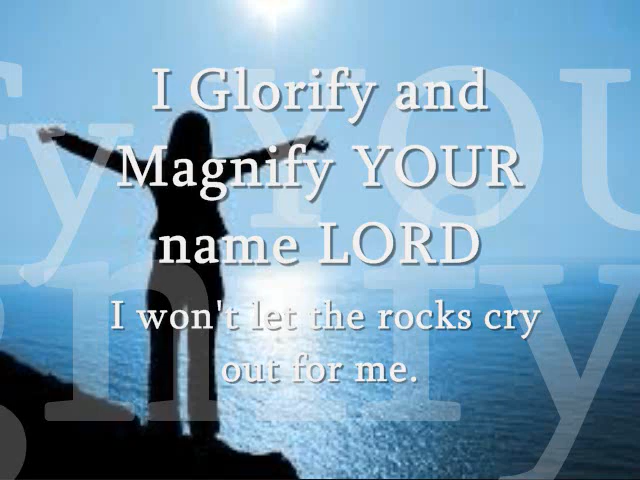 I Glorify and
Magnify YOUR
name LORD
I won't let the rocks cry
out for me.